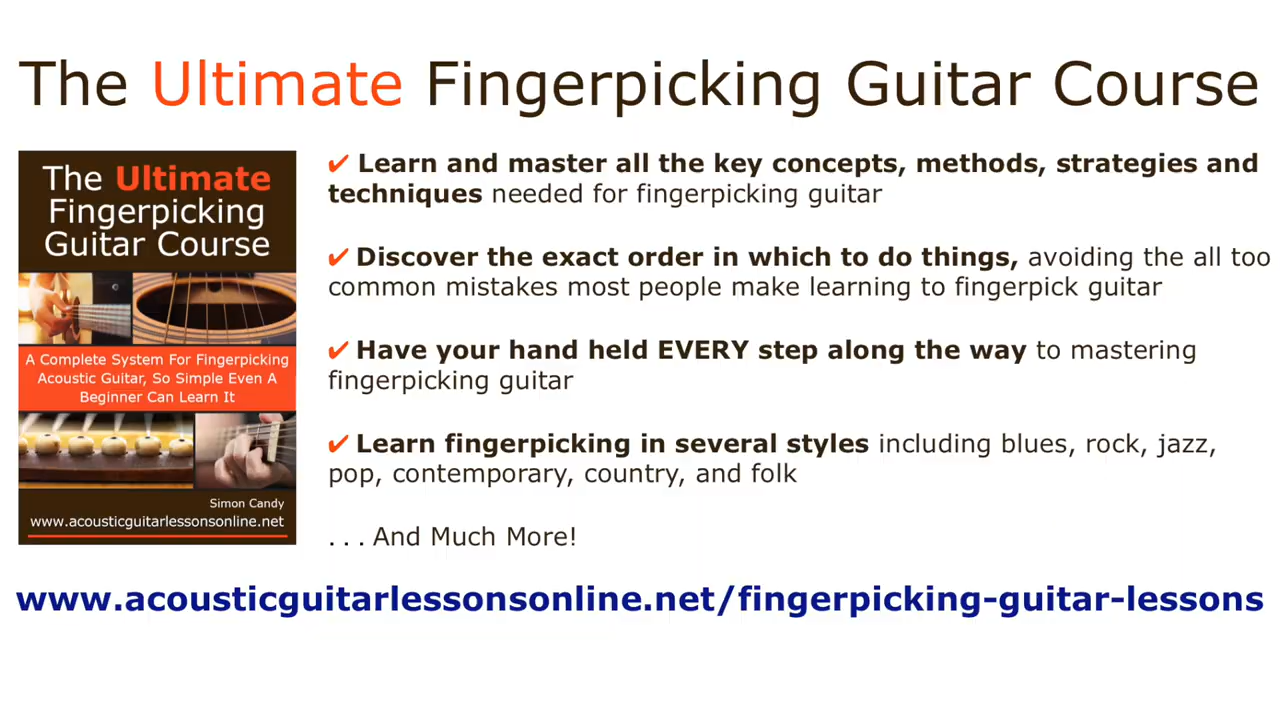 The Ultimate Fingerpicking Guitar Course
The Ultimate
Fingerpicking
Guitar Course
A Complete System For Fingerpicking
Acoustic Guitar, So Simple Even A
Beginner Can Learn It
Simon Candy
www.acousticguitarlessonsonline.net
✔ Learn and master all the key concepts, methods, strategies and
techniques needed for fingerpicking guitar
✔ Discover the exact order in which to do things, avoiding the all too
common mistakes most people make learning to fingerpick guitar
✔ Have your hand held EVERY step along the way to mastering
fingerpicking guitar
✔ Learn fingerpicking in several styles including blues, rock, jazz,
pop, contemporary, country, and folk
. . . And Much More!
www.acousticguitarlessonsonline.net/fingerpicking-guitar-lessons